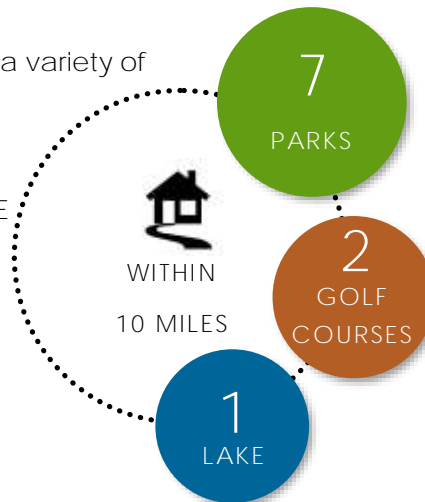 a variety of
7
PARKS
E
WITHIN
10 MILES
2
GOLF
COURSES
1
LAKE